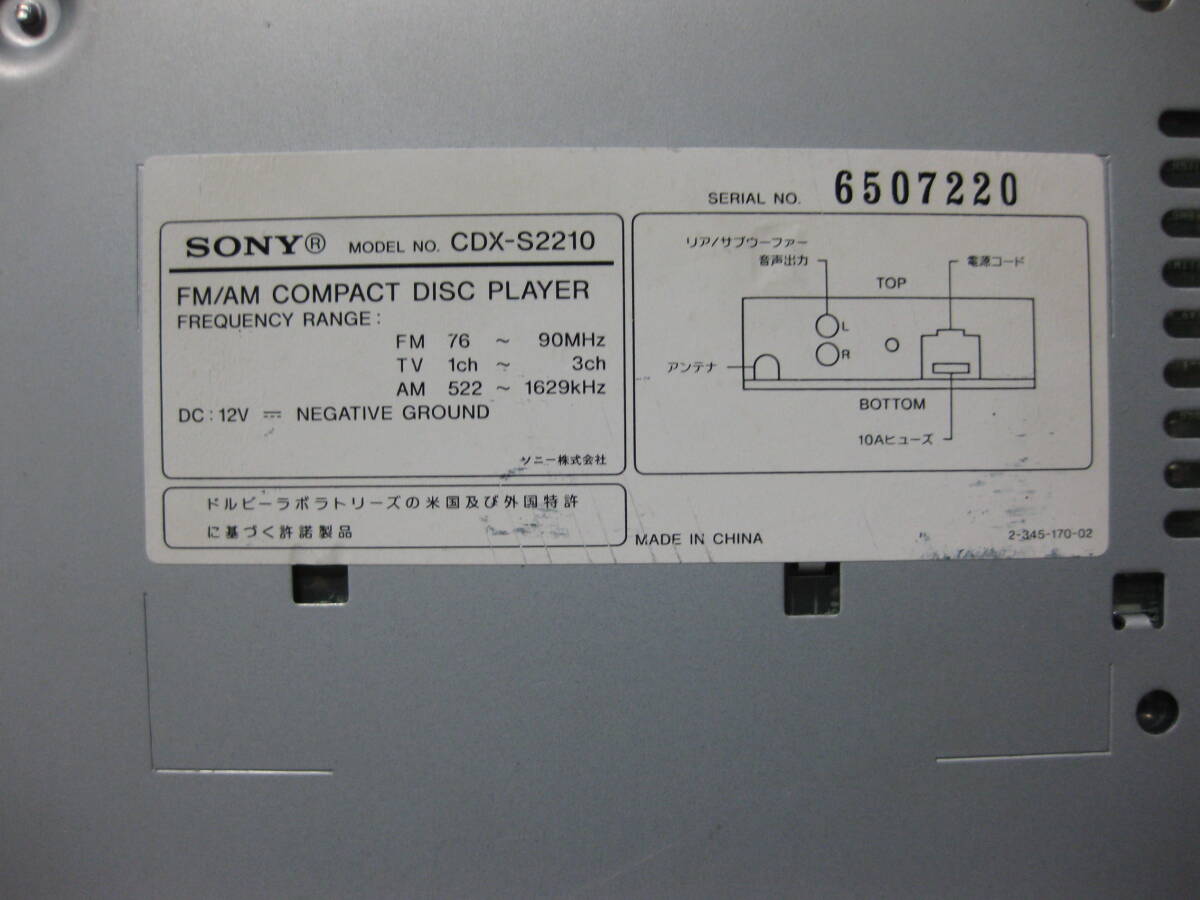 SERIAL NO. 6507220
SONY® MODEL NO. CDX-S2210
FM/AM COMPACT DISC PLAYER
FREQUENCY RANGE:
FM 76 ~ 90MHz
TV 1ch ~ 3ch
AM 522 ~ 1629kHz
DC : 12V ⎓ NEGATIVE GROUND
ソニー株式会社
ドルビーラボラトリーズの米国及び外国特許
に基づく許諾製品
リア/サブウーファー
音声出力
電源コード
TOP
L
R
アンテナ
BOTTOM
10Aヒューズ
MADE IN CHINA
2-345-170-02